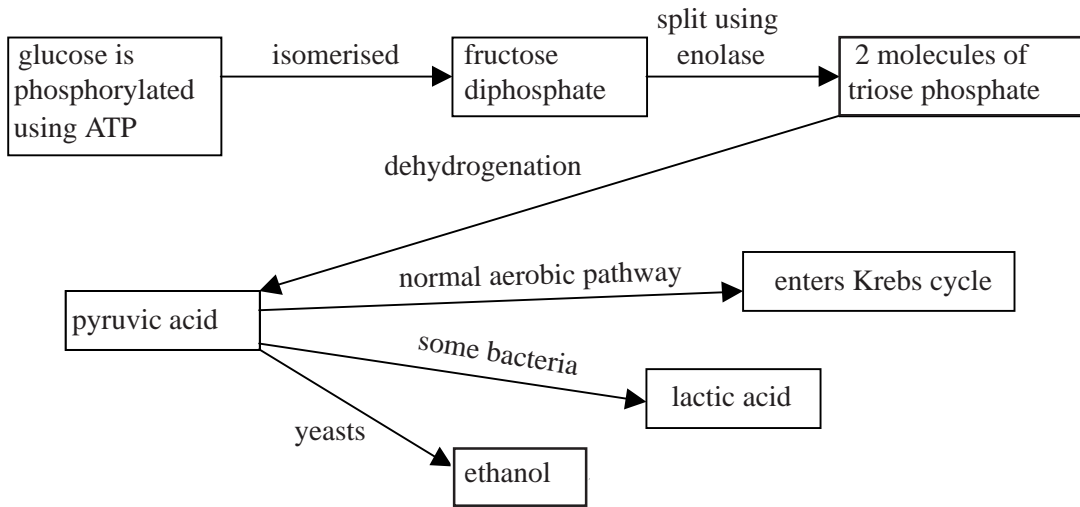 glucose is
phosphorylated
using ATP
isomerised
fructose
diphosphate
split using
enolase
2 molecules of
triose phosphate
dehydrogenation
pyruvic acid
normal aerobic pathway
enters Krebs cycle
some bacteria
lactic acid
yeasts
ethanol